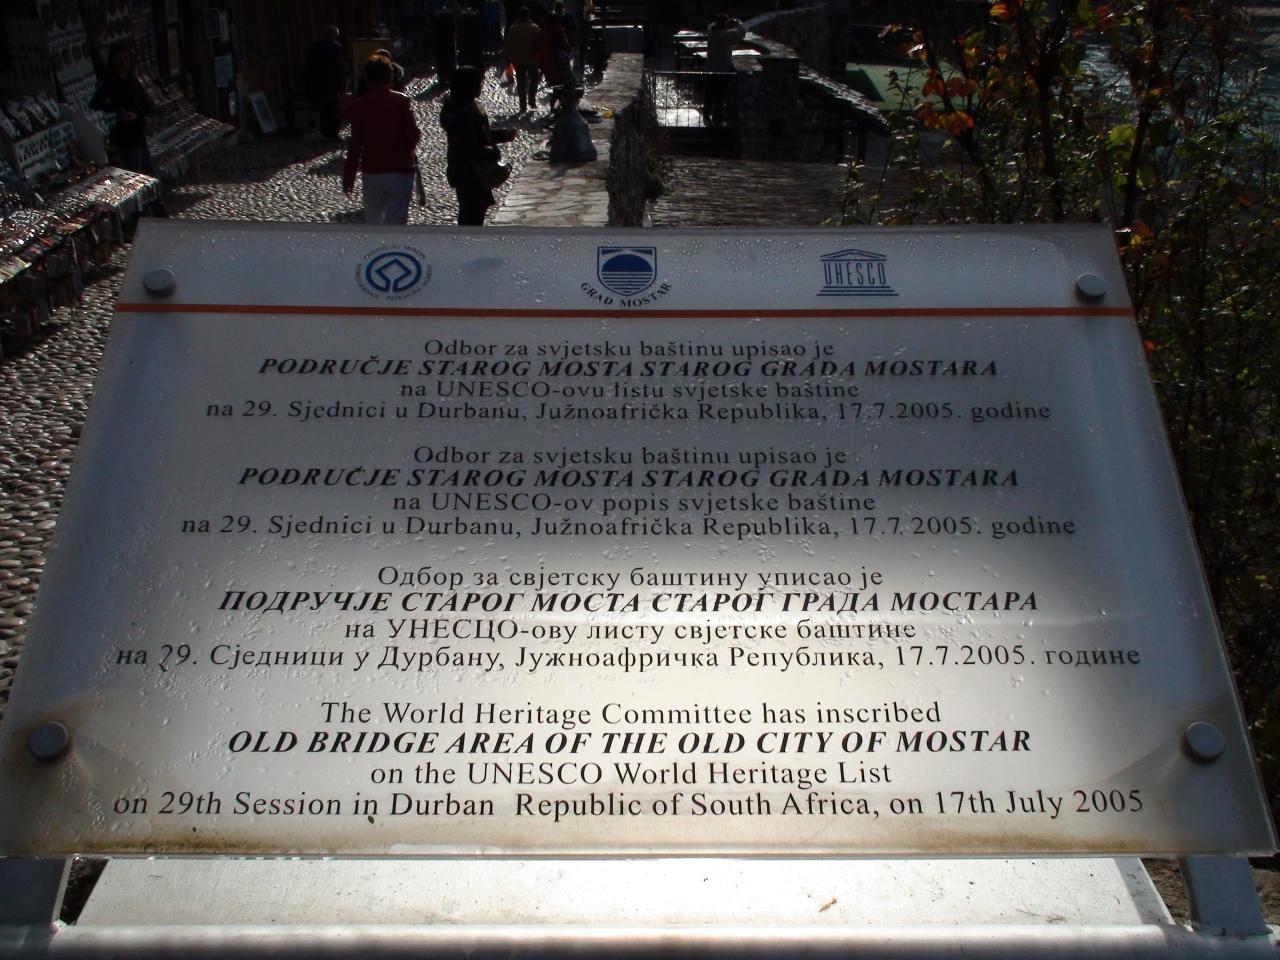 GRAD MOSTAR
UNESCO
Odbor za svjetsku baštinu upisao je
PODRUČJE STAROG MOSTA STAROG GRADA MOSTARA
na UNESCO-ovu listu svjetske baštine
na 29. Sjednici u Durbanu, Južnoafrička Republika, 17.7.2005. godine
Odbor za svjetsku baštinu upisao je
PODRUČJE STAROG MOSTA STAROG GRADA MOSTARA
na UNESCO-ov popis svjetske baštine
na 29. Sjednici u Durbanu, Južnoafrička Republika, 17.7.2005. godine
Одбор за свјетску баштину уписао је
ПОДРУЧЈЕ СТАРОГ МОСТА СТАРОГ ГРАДА МОСТАРА
на УНЕСЦО-ову листу свјетске баштине
на 29. Сједници у Дурбану, Јужноафричка Република, 17.7.2005. године
The World Heritage Committee has inscribed
OLD BRIDGE AREA OF THE OLD CITY OF MOSTAR
on the UNESCO World Heritage List
on 29th Session in Durban Republic of South Africa, on 17th July 2005